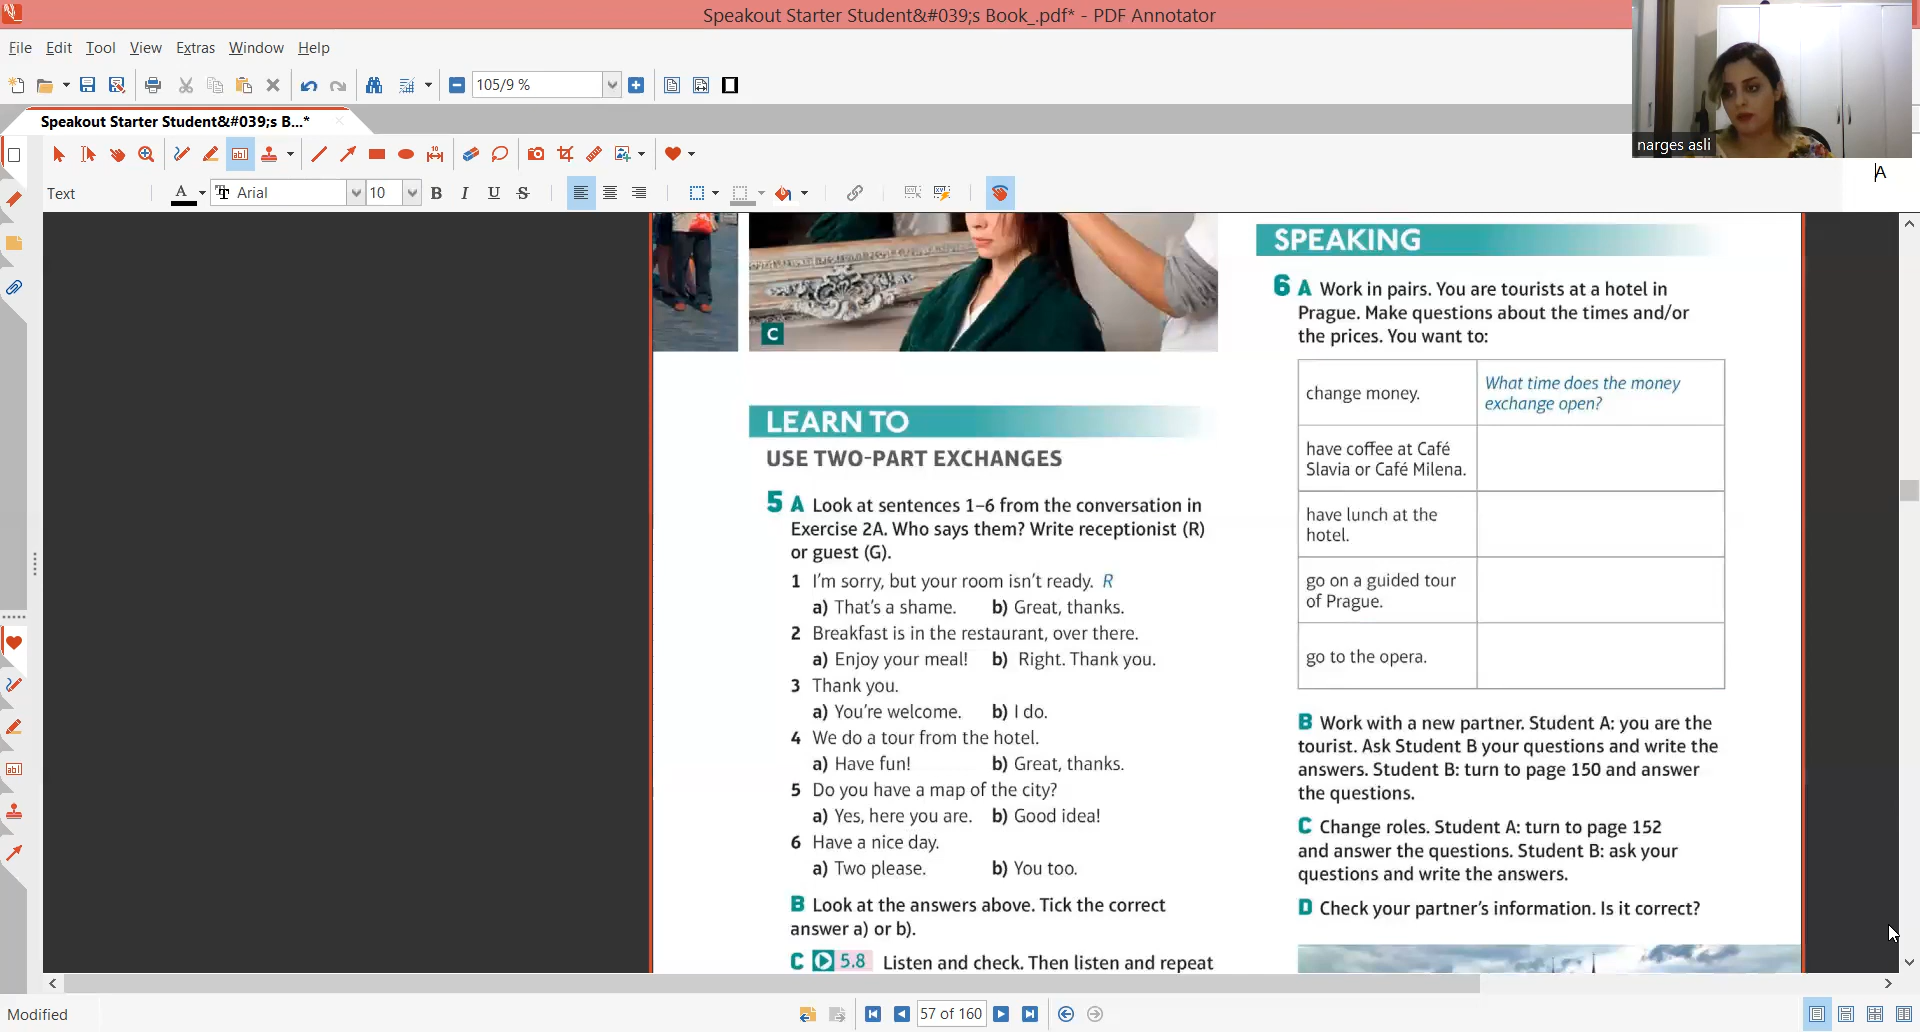 Speakout Starter Student&#039;s Book_.pdf* - PDF Annotator
File Edit Tool View Extras Window Help
105/9 %
Speakout Starter Student&#039;s B...*
narges asli
Text A Arial 10 B I U S
A
C
LEARN TO
USE TWO-PART EXCHANGES
5 A Look at sentences 1–6 from the conversation in
Exercise 2A. Who says them? Write receptionist (R)
or guest (G).
1 I'm sorry, but your room isn't ready. R
a) That's a shame. b) Great, thanks.
2 Breakfast is in the restaurant, over there.
a) Enjoy your meal! b) Right. Thank you.
3 Thank you.
a) You're welcome. b) I do.
4 We do a tour from the hotel.
a) Have fun! b) Great, thanks.
5 Do you have a map of the city?
a) Yes, here you are. b) Good idea!
6 Have a nice day.
a) Two please. b) You too.
B Look at the answers above. Tick the correct
answer a) or b).
C 5.8 Listen and check. Then listen and repeat
SPEAKING
6 A Work in pairs. You are tourists at a hotel in
Prague. Make questions about the times and/or
the prices. You want to:
change money.
What time does the money
exchange open?
have coffee at Café
Slavia or Café Milena.
have lunch at the
hotel.
go on a guided tour
of Prague.
go to the opera.
B Work with a new partner. Student A: you are the
tourist. Ask Student B your questions and write the
answers. Student B: turn to page 150 and answer
the questions.
C Change roles. Student A: turn to page 152
and answer the questions. Student B: ask your
questions and write the answers.
D Check your partner's information. Is it correct?
Modified
57 of 160